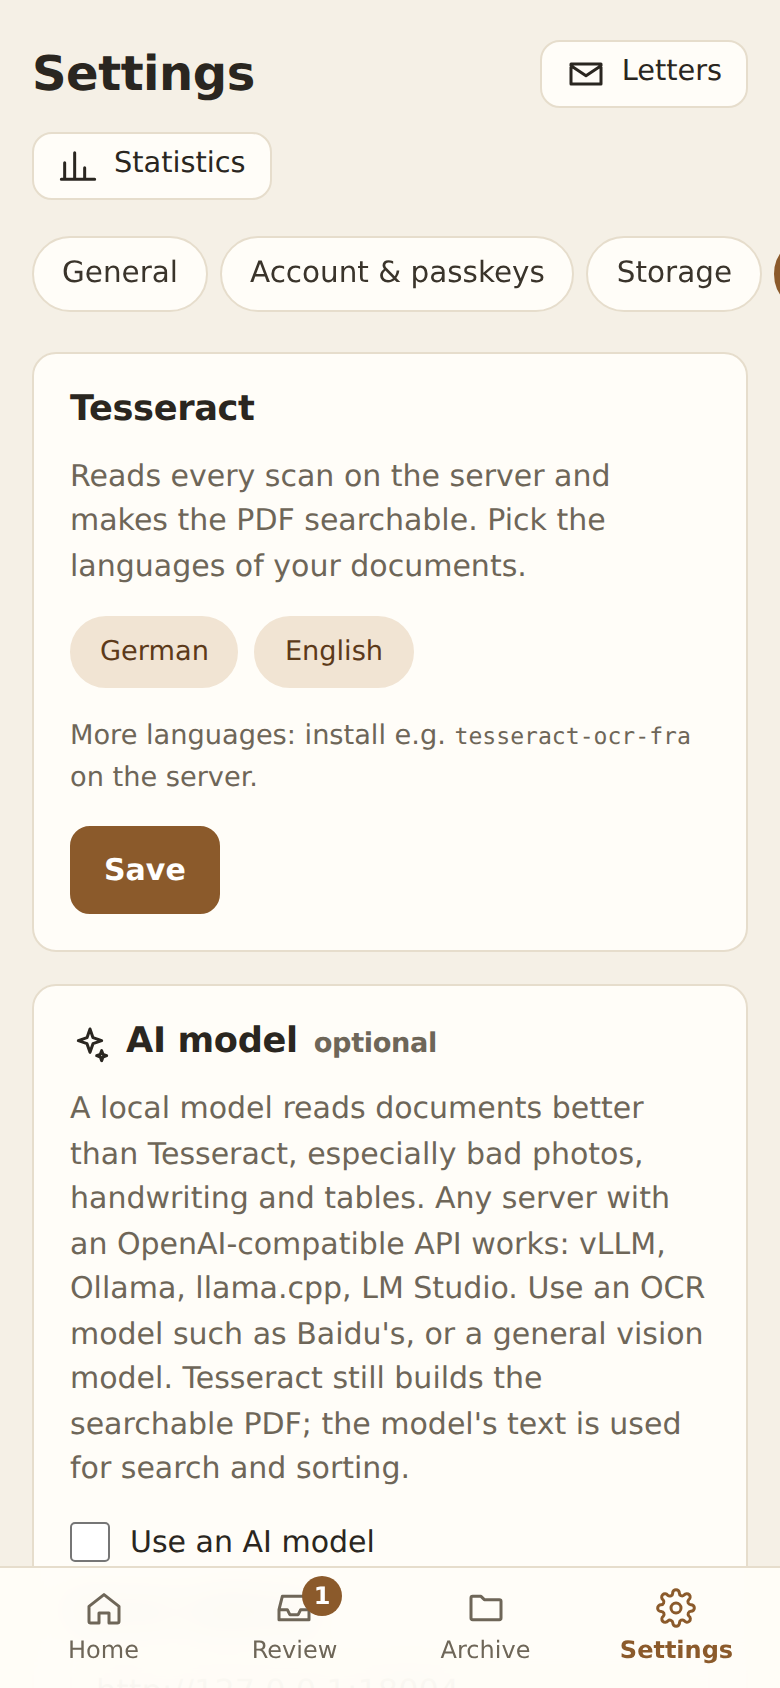 Settings
Letters
Statistics
General
Account & passkeys
Storage
Tesseract
Reads every scan on the server and
makes the PDF searchable. Pick the
languages of your documents.
German
English
More languages: install e.g. tesseract-ocr-fra
on the server.
Save
AI model optional
A local model reads documents better
than Tesseract, especially bad photos,
handwriting and tables. Any server with
an OpenAI-compatible API works: vLLM,
Ollama, llama.cpp, LM Studio. Use an OCR
model such as Baidu's, or a general vision
model. Tesseract still builds the
searchable PDF; the model's text is used
for search and sorting.
Use an AI model
1
Home
Review
Archive
Settings